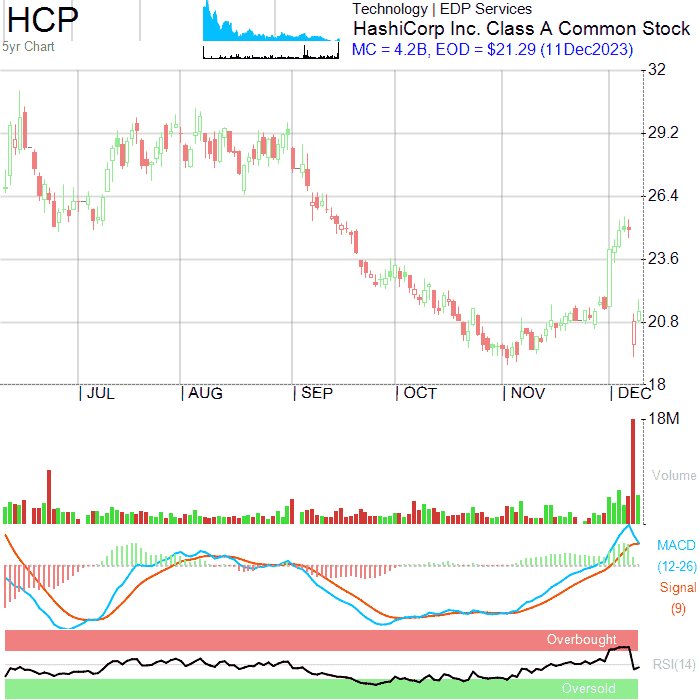 HCP
5yr Chart
Technology | EDP Services
HashiCorp Inc. Class A Common Stock
MC = 4.2B, EOD = $21.29 (11Dec2023)
32
29.2
26.4
23.6
20.8
18
JUL
AUG
SEP
OCT
NOV
DEC
18M
Volume
MACD
(12-26)
Signal
(9)
Overbought
RSI(14)
Oversold